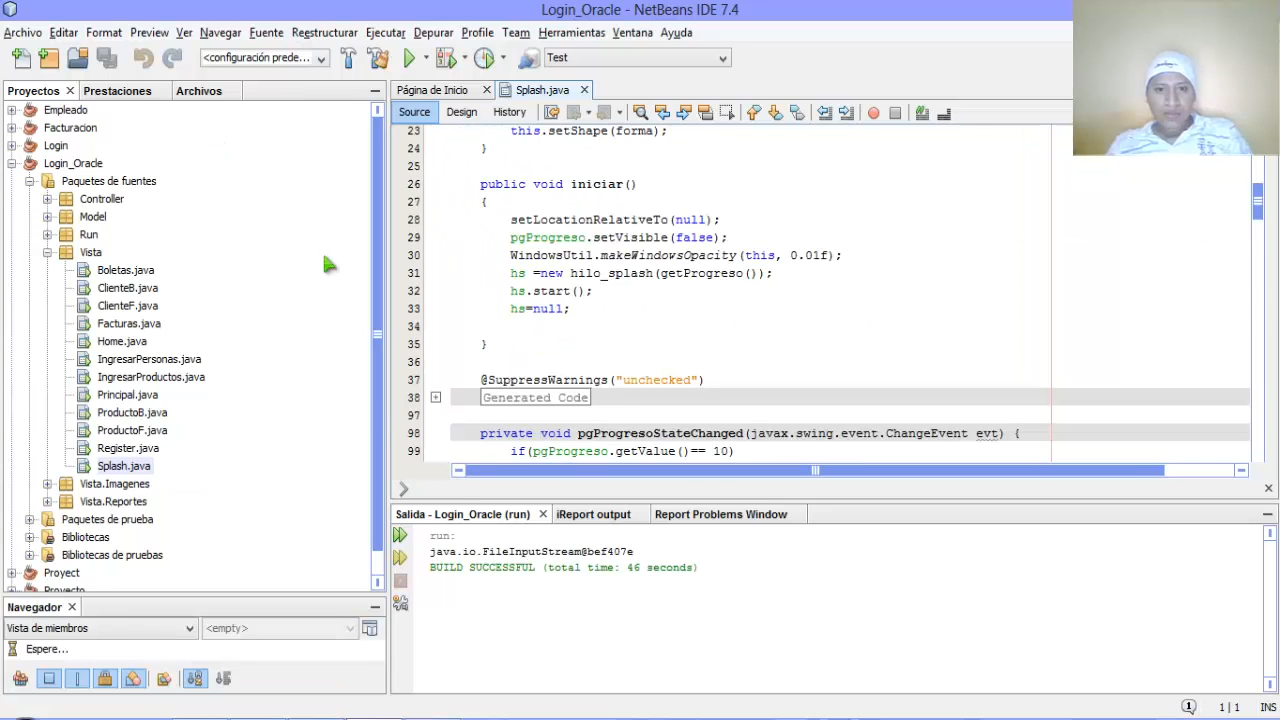 Login_Oracle - NetBeans IDE 7.4
Archivo Editar Format Preview Ver Navegar Fuente Restructurar Ejecutar Depurar Profile Team Herramientas Ventana Ayuda
<configuración prede... Test
Proyectos Prestaciones Archivos
Empleado
Facturacion
Login
Login_Oracle
Paquetes de fuentes
Controller
Model
Run
Vista
Boletas.java
ClienteB.java
ClienteF.java
Facturas.java
Home.java
IngresarPersonas.java
IngresarProductos.java
Principal.java
ProductoB.java
ProductoF.java
Register.java
Splash.java
Vista.Imagenes
Vista.Reportes
Paquetes de prueba
Bibliotecas
Bibliotecas de pruebas
Proyect
Proyecto
Navegador
Vista de miembros <empty>
Espere...
Página de Inicio Splash.java
Source Design History
23 this.setShape(forma);
24 }
25
26 public void iniciar()
27 {
28 setLocationRelativeTo(null);
29 pgProgreso.setVisible(false);
30 WindowsUtil.makeWindowsOpacity(this, 0.01f);
31 hs =new hilo_splash(getProgreso());
32 hs.start();
33 hs=null;
34
35 }
36
37 @SuppressWarnings("unchecked")
38 Generated Code
97
98 private void pgProgresoStateChanged(javax.swing.event.ChangeEvent evt) {
99 if(pgProgreso.getValue()== 10)
Salida - Login_Oracle (run) iReport output Report Problems Window
run:
java.io.FileInputStream@bef407e
BUILD SUCCESSFUL (total time: 46 seconds)
1 1 | 1 INS